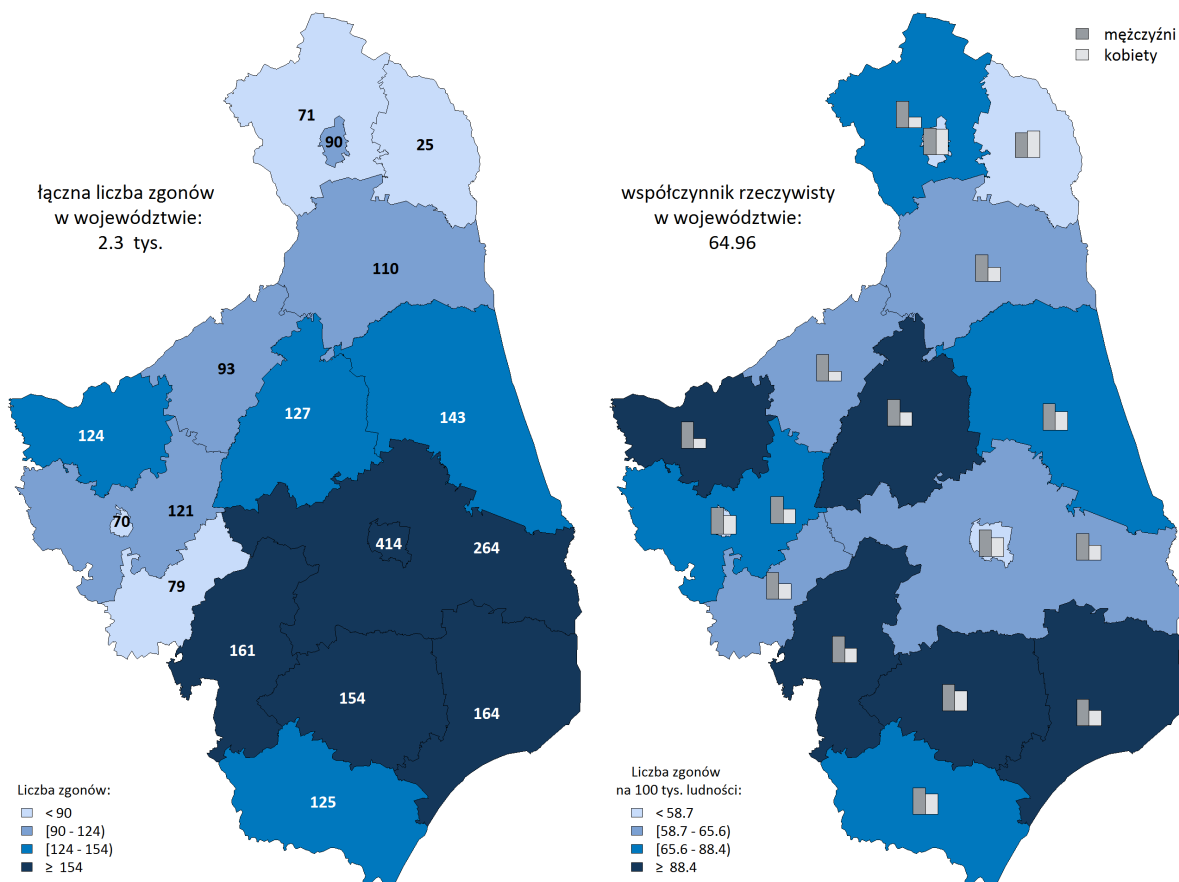 71
90
25
łączna liczba zgonów
w województwie:
2.3 tys.
110
93
127
143
124
121
70
414
264
79
161
154
164
125
Liczba zgonów:
< 90
[90 - 124)
[124 - 154)
≥ 154
mężczyźni
kobiety
współczynnik rzeczywisty
w województwie:
64.96
Liczba zgonów
na 100 tys. ludności:
< 58.7
[58.7 - 65.6)
[65.6 - 88.4)
≥ 88.4